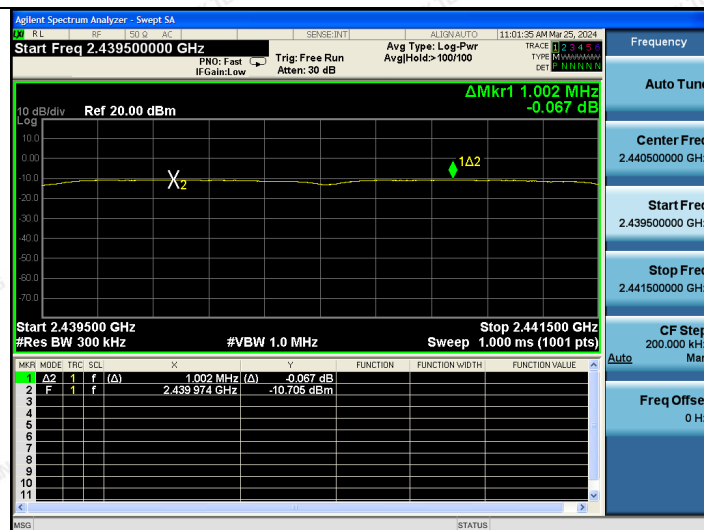 Agilent Spectrum Analyzer - Swept SA
LXI RL RF 50 Ω AC SENSE:INT ALIGN AUTO 11:01:35 AM Mar 25, 2024
Start Freq 2.439500000 GHz
PNO: Fast
IFGain:Low
Trig: Free Run
Atten: 30 dB
Avg Type: Log-Pwr
Avg|Hold:>100/100
TRACE 1 2 3 4 5 6
TYPE M WWWWW
DET P N N N N N
ΔMkr1 1.002 MHz
-0.067 dB
10 dB/div Ref 20.00 dBm
Log
10.0
0.00
-10.0
-20.0
-30.0
-40.0
-50.0
-60.0
-70.0
X2
1Δ2
Start 2.439500 GHz Stop 2.441500 GHz
#Res BW 300 kHz #VBW 1.0 MHz Sweep 1.000 ms (1001 pts)
MKR MODE TRC SCL X Y FUNCTION FUNCTION WIDTH FUNCTION VALUE
1 Δ2 1 f (Δ) 1.002 MHz (Δ) -0.067 dB
2 F 1 f 2.439 974 GHz -10.705 dBm
3
4
5
6
7
8
9
10
11
MSG STATUS
Frequency
Auto Tune
Center Freq
2.440500000 GHz
Start Freq
2.439500000 GHz
Stop Freq
2.441500000 GHz
CF Step
200.000 kHz
Auto Man
Freq Offset
0 Hz